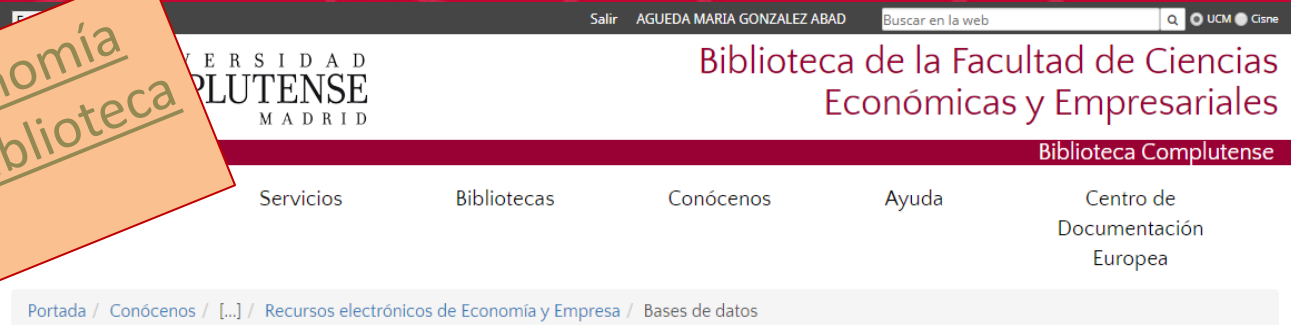 Salir AGUEDA MARIA GONZALEZ ABAD Buscar en la web UCM Cisne
nomía
blioteca
VERSIDAD
PLUTENSE
MADRID
Biblioteca de la Facultad de Ciencias
Económicas y Empresariales
Biblioteca Complutense
Servicios Bibliotecas Conócenos Ayuda Centro de
Documentación
Europea
Portada / Conócenos / [...] / Recursos electrónicos de Economía y Empresa / Bases de datos